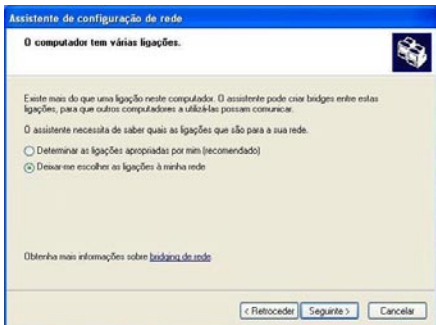 Assistente de configuração de rede
O computador tem várias ligações.
Existe mais do que uma ligação neste computador. O assistente pode criar bridges entre estas
ligações, para que outros computadores a utilizá-las possam comunicar.
O assistente necessita de saber quais as ligações que são para a sua rede.
Determinar as ligações apropriadas por mim (recomendado)
Deixar-me escolher as ligações à minha rede
Obtenha mais informações sobre bridging de rede.
< Retroceder Seguinte > Cancelar